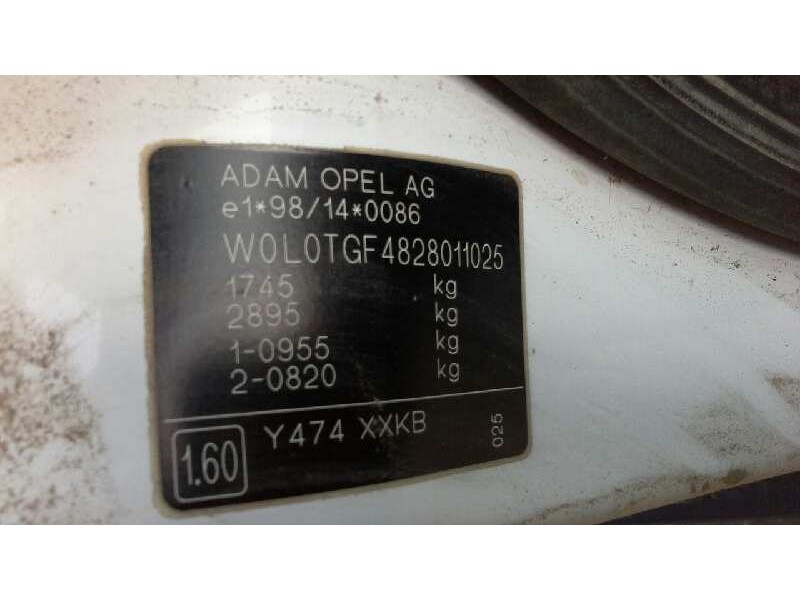 ADAM OPEL AG
e1*98/14*0086
W0L0TGF4828011025
1745 kg
2895 kg
1-0955 kg
2-0820 kg
1.60 Y474 XXKB 025